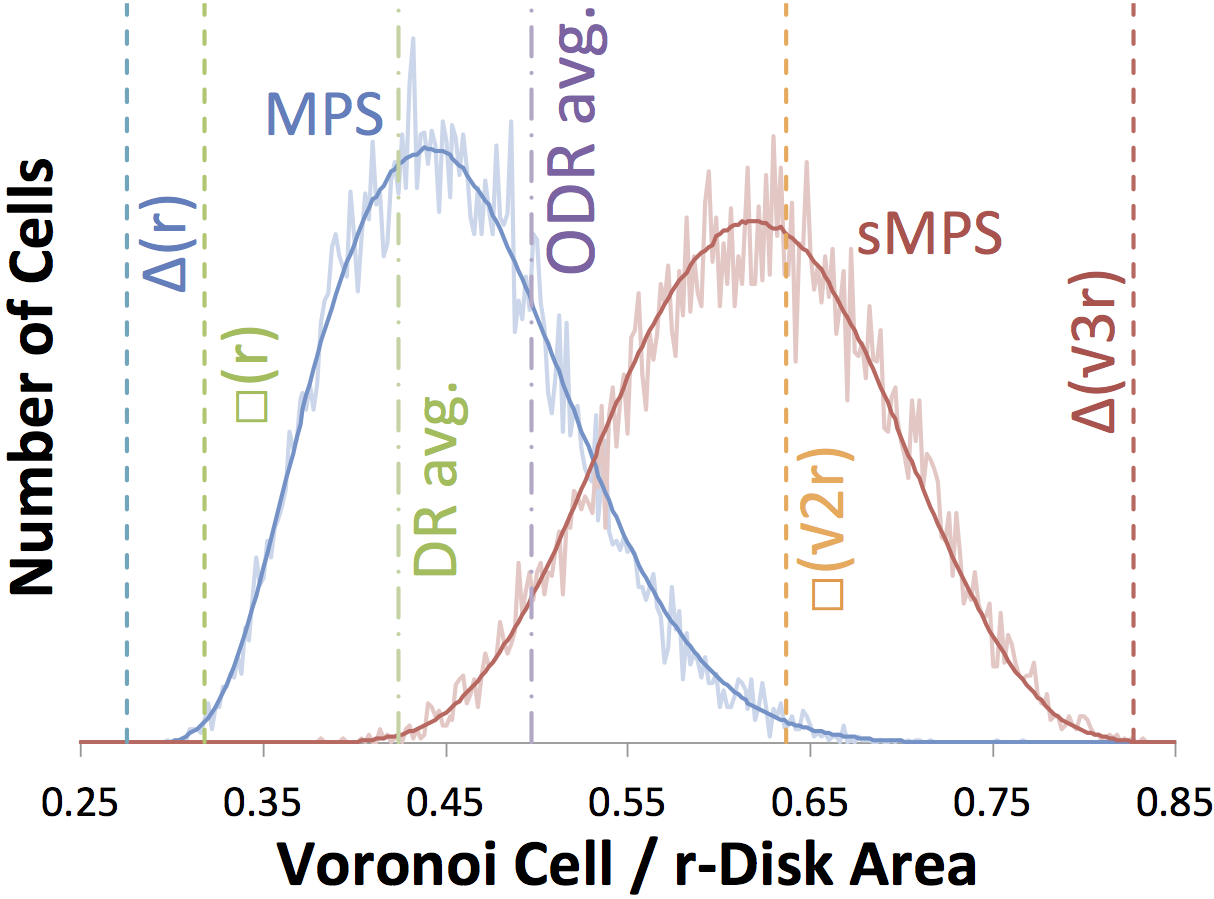 MPS
ODR avg.
Δ(r)
sMPS
□(r)
Δ(√3r)
DR avg.
□(√2r)
Number of Cells
0.25 0.35 0.45 0.55 0.65 0.75 0.85
Voronoi Cell / r-Disk Area